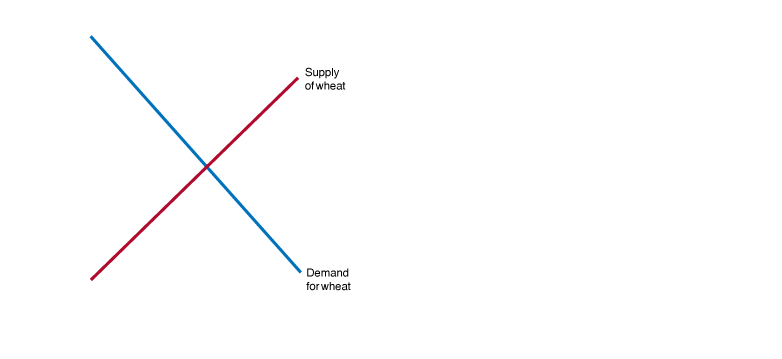 Supply
of wheat
Demand
for wheat